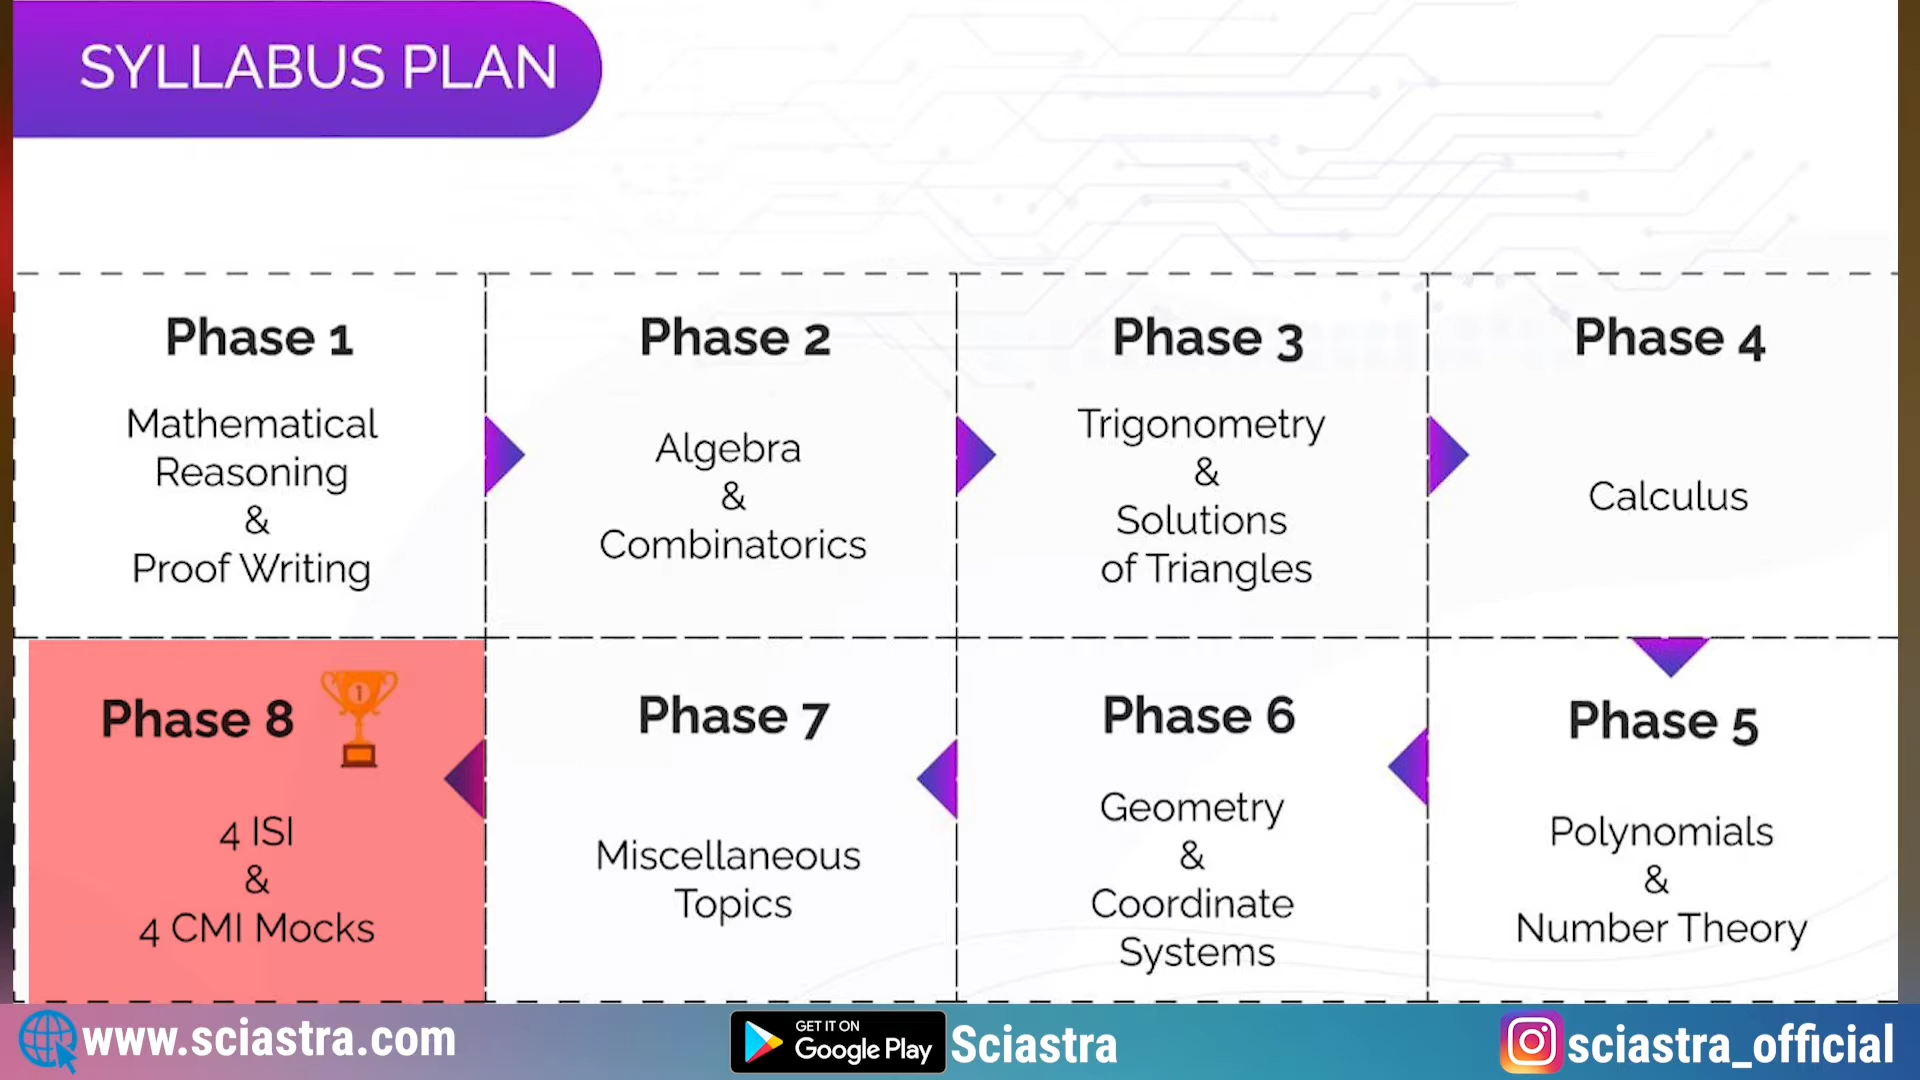 SYLLABUS PLAN
Phase 1
Mathematical
Reasoning
&
Proof Writing
Phase 2
Algebra
&
Combinatorics
Phase 3
Trigonometry
&
Solutions
of Triangles
Phase 4
Calculus
Phase 8
1
4 ISI
&
4 CMI Mocks
Phase 7
Miscellaneous
Topics
Phase 6
Geometry
&
Coordinate
Systems
Phase 5
Polynomials
&
Number Theory
www.sciastra.com
GET IT ON
Google Play
Sciastra
sciastra_official